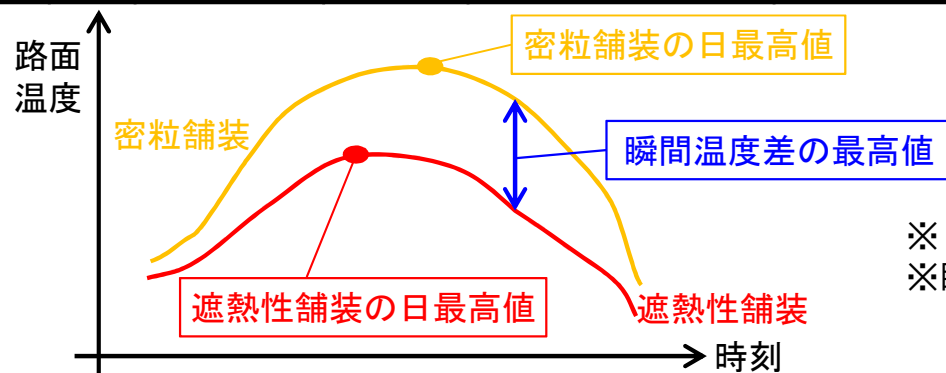 路面
温度
密粒舗装の日最高値
密粒舗装
瞬間温度差の最高値
※
※
遮熱性舗装の日最高値
遮熱性舗装
時刻